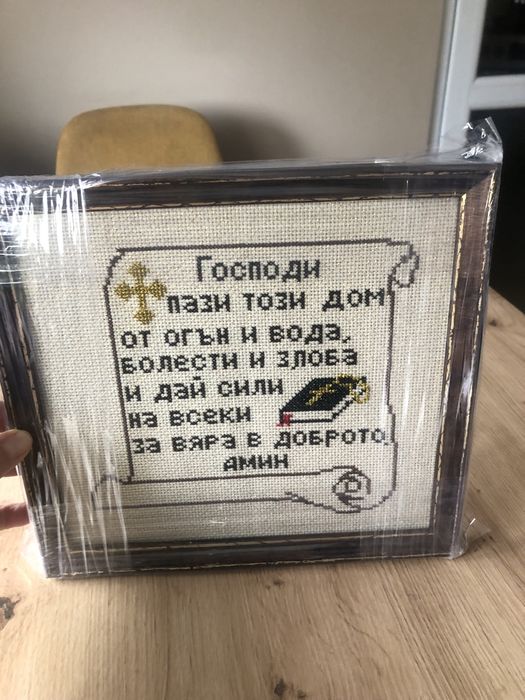 Господи
пази този дом
от огън и вода,
болести и злоба
и дай сили
на всеки
за вяра в доброто
амин